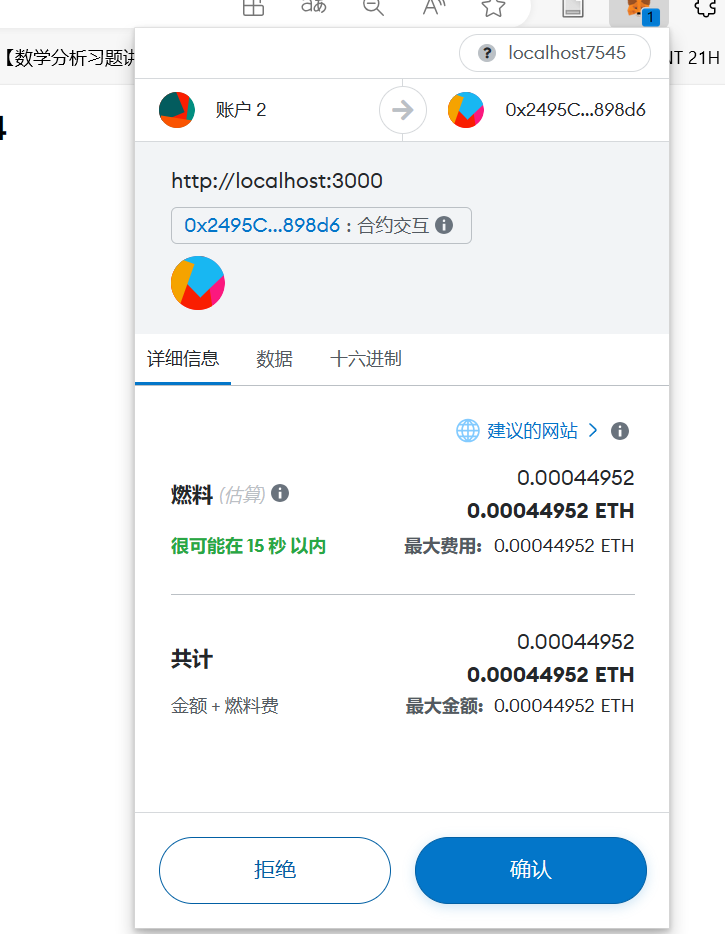 aあ A
1
【数学分析习题讲
? localhost7545
NT 21H
4
账户 2
0x2495C...898d6
http://localhost:3000
0x2495C...898d6 : 合约交互
详细信息 数据 十六进制
建议的网站 >
0.00044952
燃料 (估算)
0.00044952 ETH
很可能在 15 秒 以内 最大费用: 0.00044952 ETH
0.00044952
共计
0.00044952 ETH
金额 + 燃料费 最大金额: 0.00044952 ETH
拒绝 确认